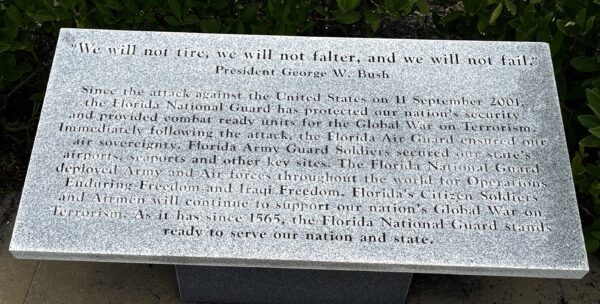 "We will not tire, we will not falter, and we will not fail."
President George W. Bush
Since the attack against the United States on 11 September 2001,
the Florida National Guard has protected our nation's security
and provided combat ready units for the Global War on Terrorism.
Immediately following the attack, the Florida Air Guard ensured our
air sovereignty. Florida Army Guard Soldiers secured our state's
airports, seaports and other key sites. The Florida National Guard
deployed Army and Air forces throughout the world for Operations
Enduring Freedom and Iraqi Freedom. Florida's Citizen Soldiers
and Airmen will continue to support our nation's Global War on
Terrorism. As it has since 1565, the Florida National Guard stands
ready to serve our nation and state.